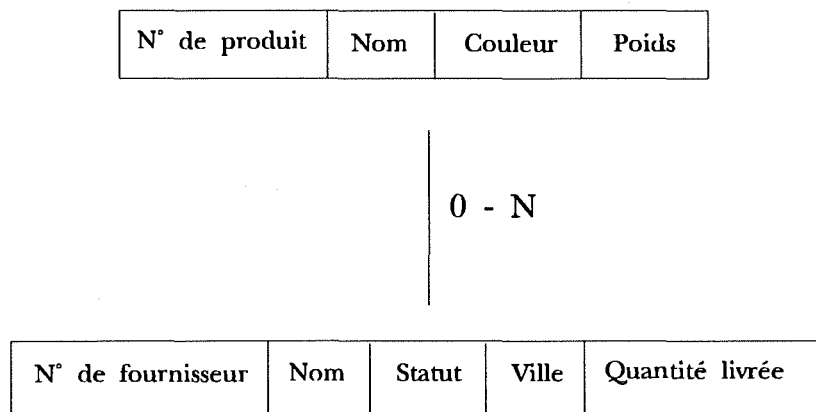 N° de produit Nom Couleur Poids
0 - N
N° de fournisseur Nom Statut Ville Quantité livrée